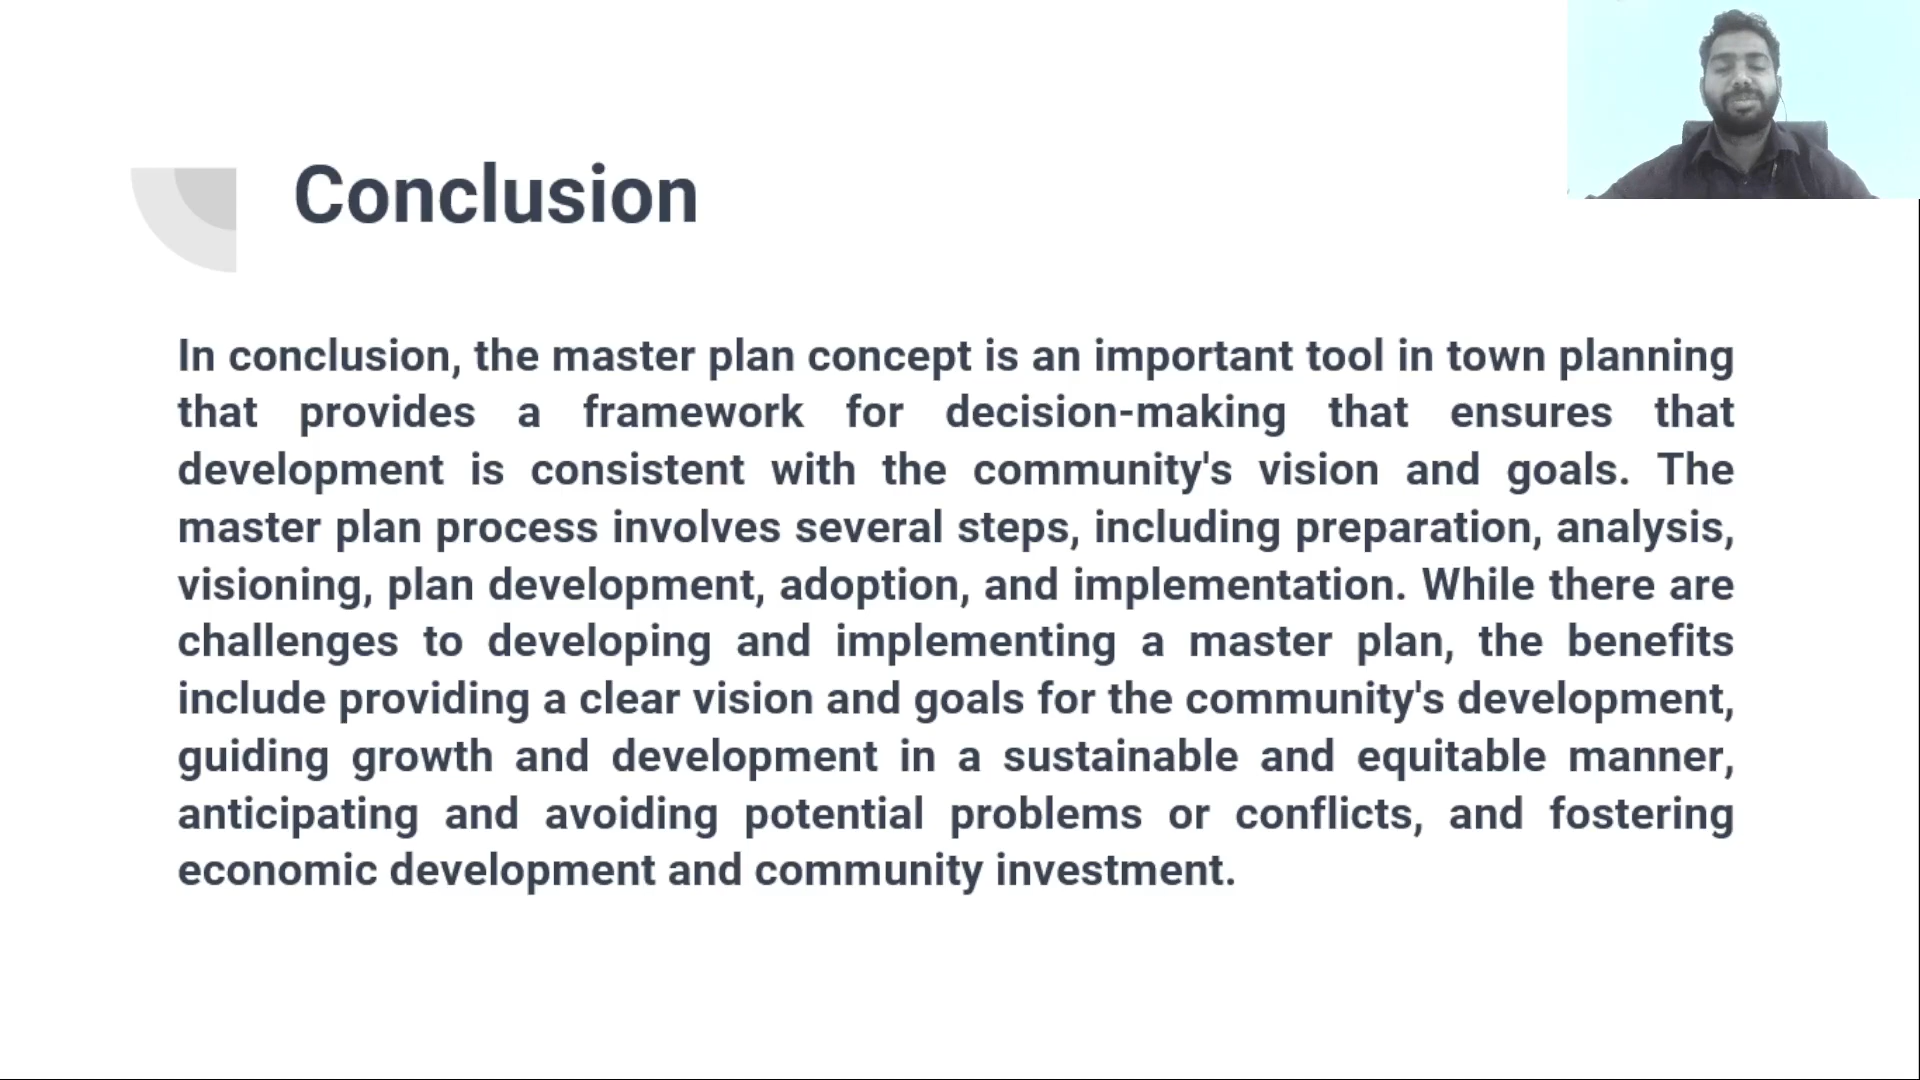 Conclusion
In conclusion, the master plan concept is an important tool in town planning
that provides a framework for decision-making that ensures that
development is consistent with the community's vision and goals. The
master plan process involves several steps, including preparation, analysis,
visioning, plan development, adoption, and implementation. While there are
challenges to developing and implementing a master plan, the benefits
include providing a clear vision and goals for the community's development,
guiding growth and development in a sustainable and equitable manner,
anticipating and avoiding potential problems or conflicts, and fostering
economic development and community investment.